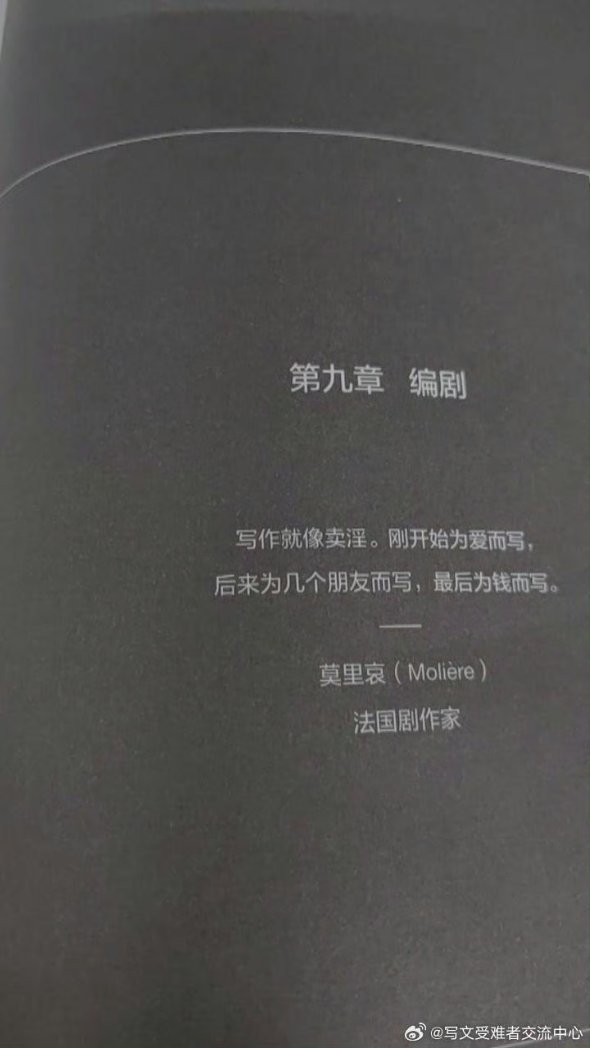 第九章 编剧
写作就像卖淫。刚开始为爱而写，
后来为几个朋友而写，最后为钱而写。
莫里哀（Molière）
法国剧作家
@写文受难者交流中心